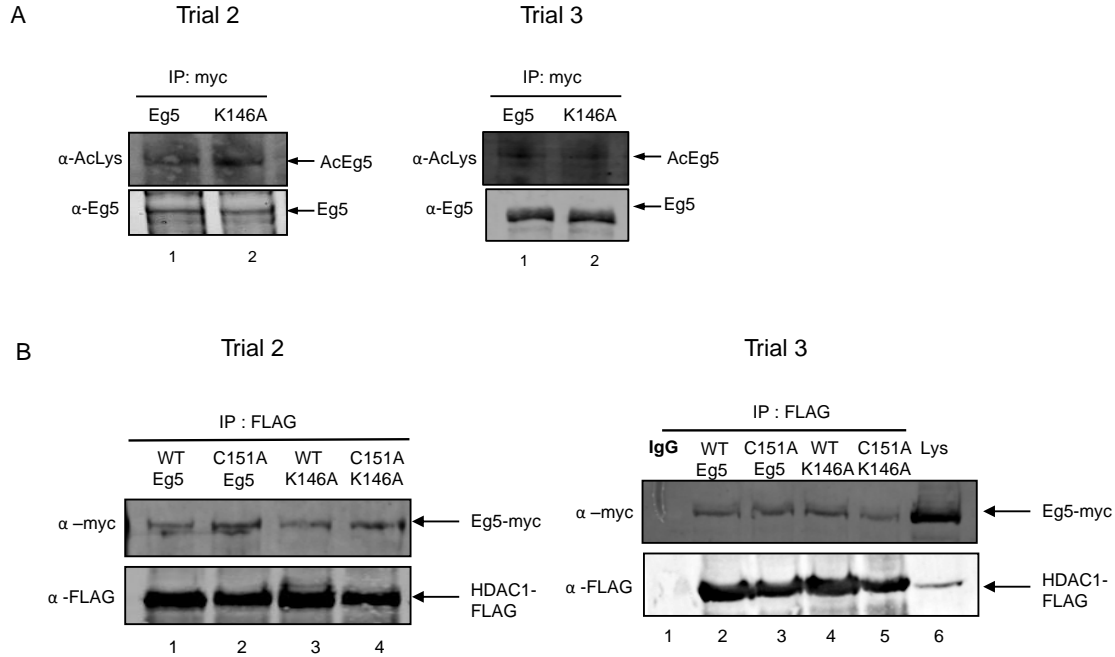 A
Trial 2
Trial 3
IP: myc
Eg5 K146A
α-AcLys
AcEg5
α-Eg5
Eg5
1 2
IP: myc
Eg5 K146A
α-AcLys
AcEg5
α-Eg5
Eg5
1 2
B
Trial 2
Trial 3
IP : FLAG
WT C151A WT C151A
Eg5 Eg5 K146A K146A
α –myc
Eg5-myc
α -FLAG
HDAC1-
FLAG
1 2 3 4
IP : FLAG
IgG WT C151A WT C151A Lys
Eg5 Eg5 K146A K146A
α –myc
Eg5-myc
α -FLAG
HDAC1-
FLAG
1 2 3 4 5 6